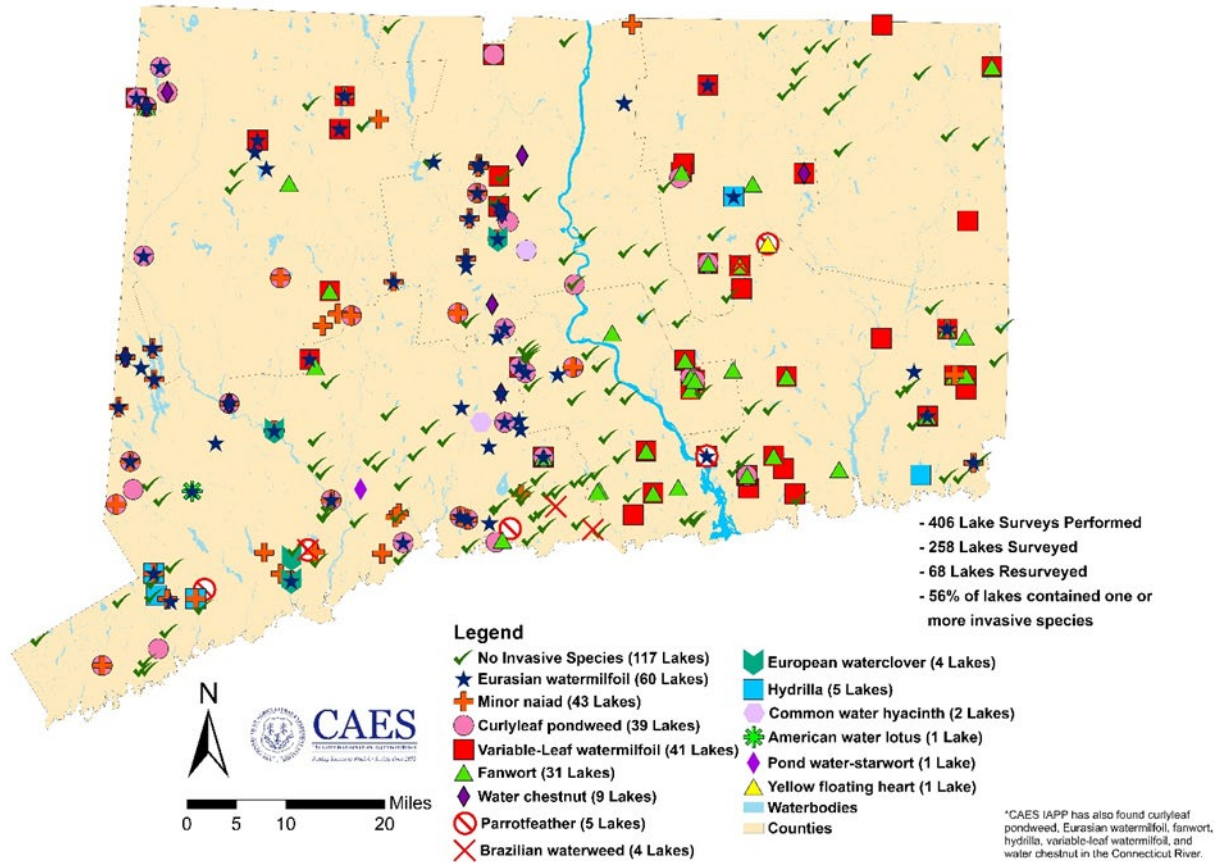 - 406 Lake Surveys Performed
- 258 Lakes Surveyed
- 68 Lakes Resurveyed
- 56% of lakes contained one or
more invasive species
Legend
No Invasive Species (117 Lakes)
Eurasian watermilfoil (60 Lakes)
Minor naiad (43 Lakes)
Curlyleaf pondweed (39 Lakes)
Variable-Leaf watermilfoil (41 Lakes)
Fanwort (31 Lakes)
Water chestnut (9 Lakes)
Parrotfeather (5 Lakes)
Brazilian waterweed (4 Lakes)
European waterclover (4 Lakes)
Hydrilla (5 Lakes)
Common water hyacinth (2 Lakes)
American water lotus (1 Lake)
Pond water-starwort (1 Lake)
Yellow floating heart (1 Lake)
Waterbodies
Counties
N
CAES
Miles
0 5 10 20
*CAES IAPP has also found curlyleaf
pondweed, Eurasian watermilfoil, fanwort,
hydrilla, variable-leaf watermilfoil, and
water chestnut in the Connecticut River.